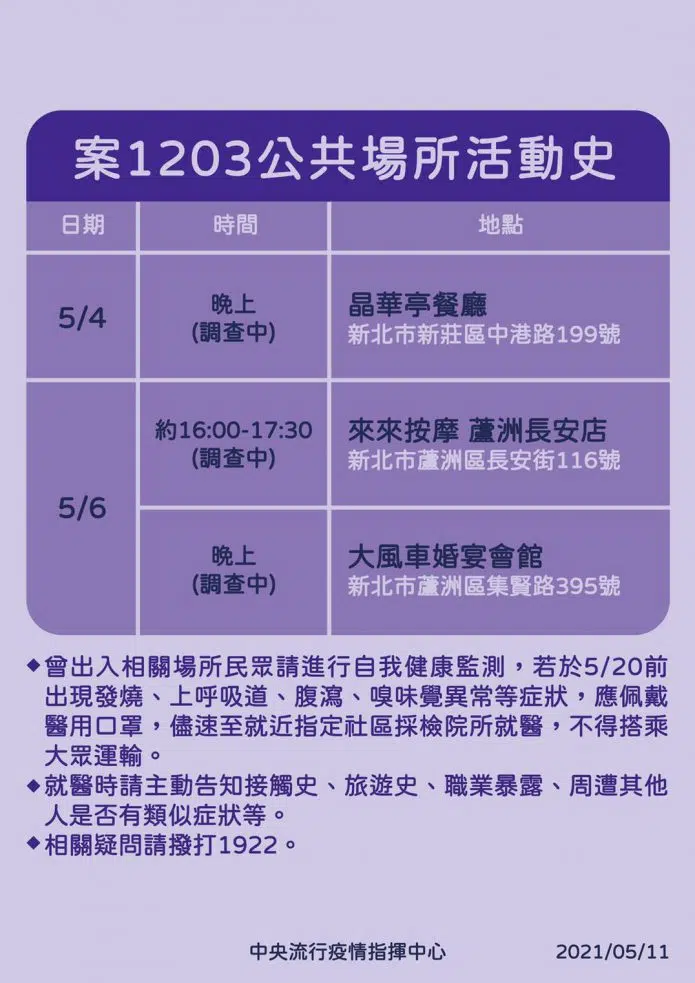 案1203公共場所活動史
日期 時間 地點
5/4
晚上
(調查中)
晶華亭餐廳
新北市新莊區中港路199號
5/6
約16:00-17:30
(調查中)
來來按摩 蘆洲長安店
新北市蘆洲區長安街116號
晚上
(調查中)
大風車婚宴會館
新北市蘆洲區集賢路395號
◆曾出入相關場所民眾請進行自我健康監測，若於5/20前
出現發燒、上呼吸道、腹瀉、嗅味覺異常等症狀，應佩戴
醫用口罩，儘速至就近指定社區採檢院所就醫，不得搭乘
大眾運輸。
◆就醫時請主動告知接觸史、旅遊史、職業暴露、周遭其他
人是否有類似症狀等。
◆相關疑問請撥打1922。
中央流行疫情指揮中心 2021/05/11